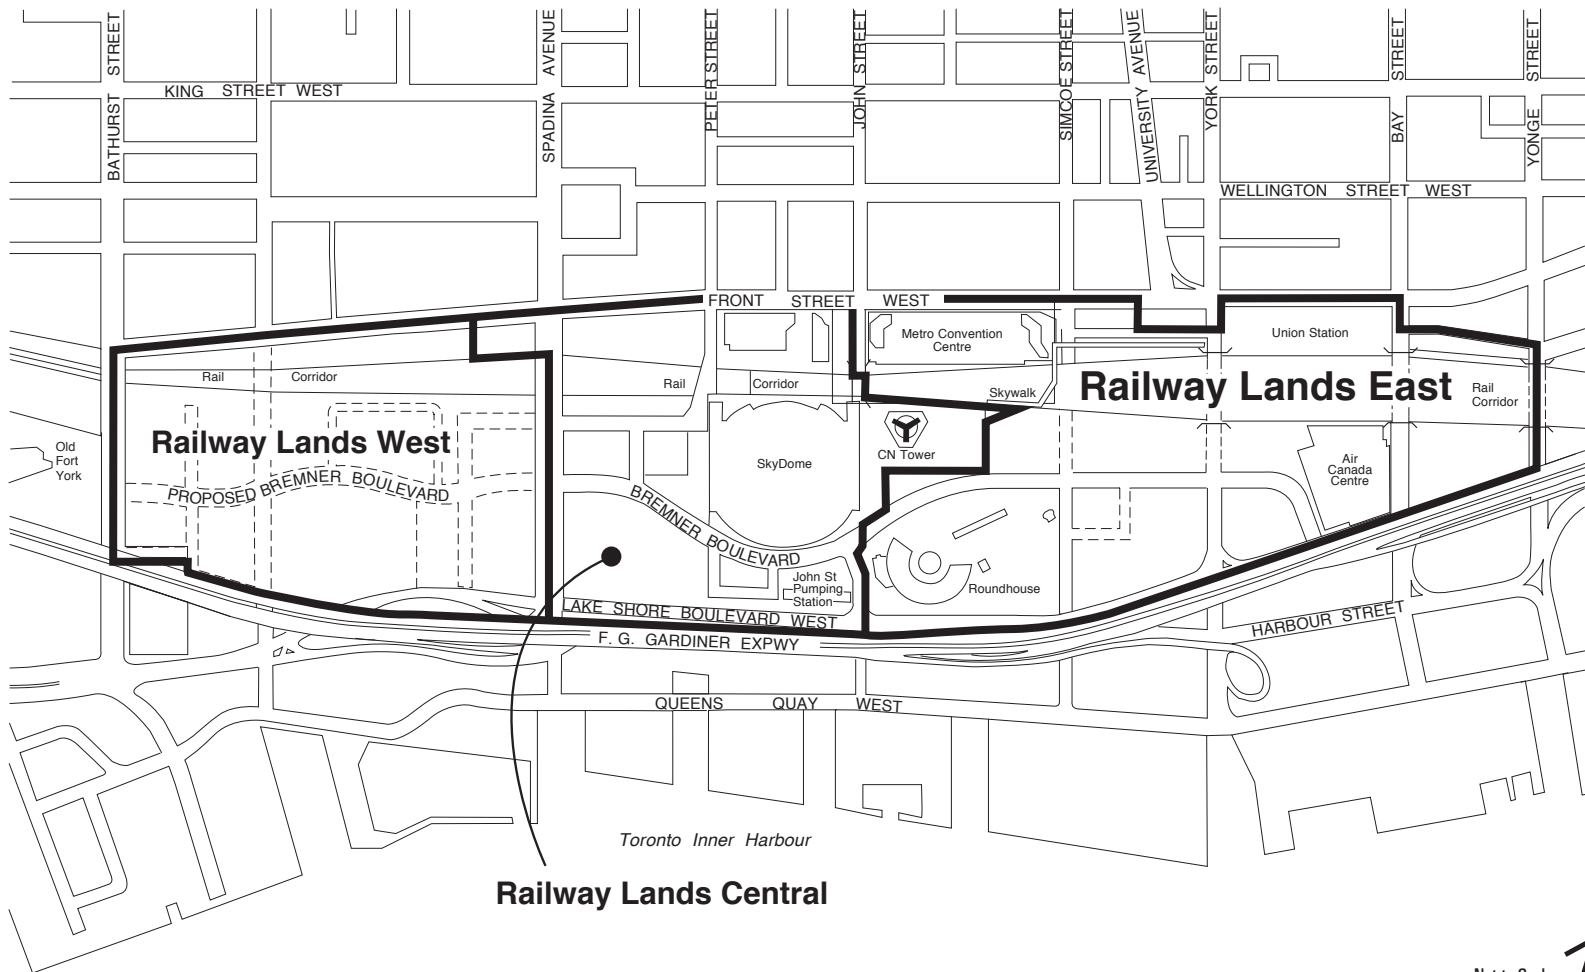 BATHURST STREET
SPADINA AVENUE
PETER STREET
JOHN STREET
SIMCOE STREET
UNIVERSITY AVENUE
YORK STREET
BAY STREET
YONGE STREET
KING STREET WEST
WELLINGTON STREET WEST
FRONT STREET WEST
Metro Convention
Centre
Union Station
Rail Corridor
Rail Corridor
Skywalk
Railway Lands East
Rail
Corridor
Railway Lands West
Old
Fort
York
CN Tower
SkyDome
Air
Canada
Centre
PROPOSED BREMNER BOULEVARD
BREMNER BOULEVARD
John St
Pumping
Station
Roundhouse
LAKE SHORE BOULEVARD WEST
F. G. GARDINER EXPWY
HARBOUR STREET
QUEENS QUAY WEST
Toronto Inner Harbour
Railway Lands Central